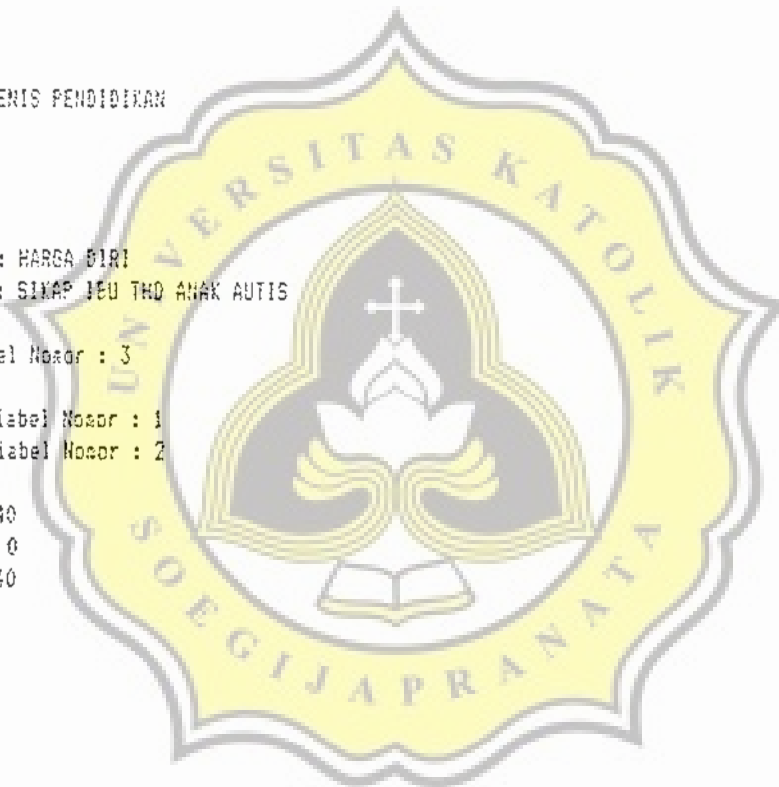 ENIS PENDIDIKAN
: HARGA DIRI
: SIKAP IBU THD ANAK AUTIS
el Nomor : 3
iabel Nomor : 1
iabel Nomor : 2
40
0
40
UNIVERSITAS KATOLIK
SOEGIJAPRANATA